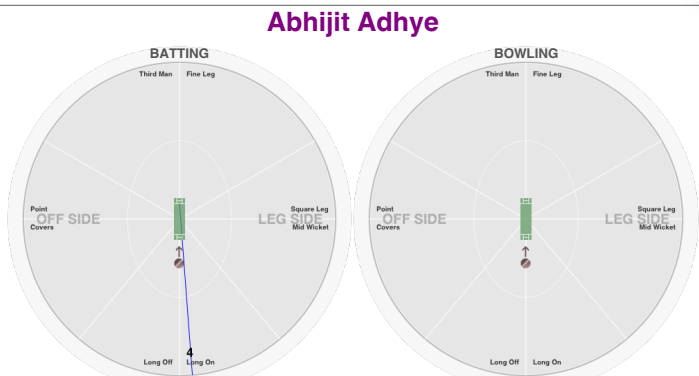 Abhijit Adhye
BATTING
Third Man Fine Leg
Point
OFF SIDE
Covers
Square Leg
LEG SIDE
Mid Wicket
4
Long Off Long On
BOWLING
Third Man Fine Leg
Point
OFF SIDE
Covers
Square Leg
LEG SIDE
Mid Wicket
Long Off Long On